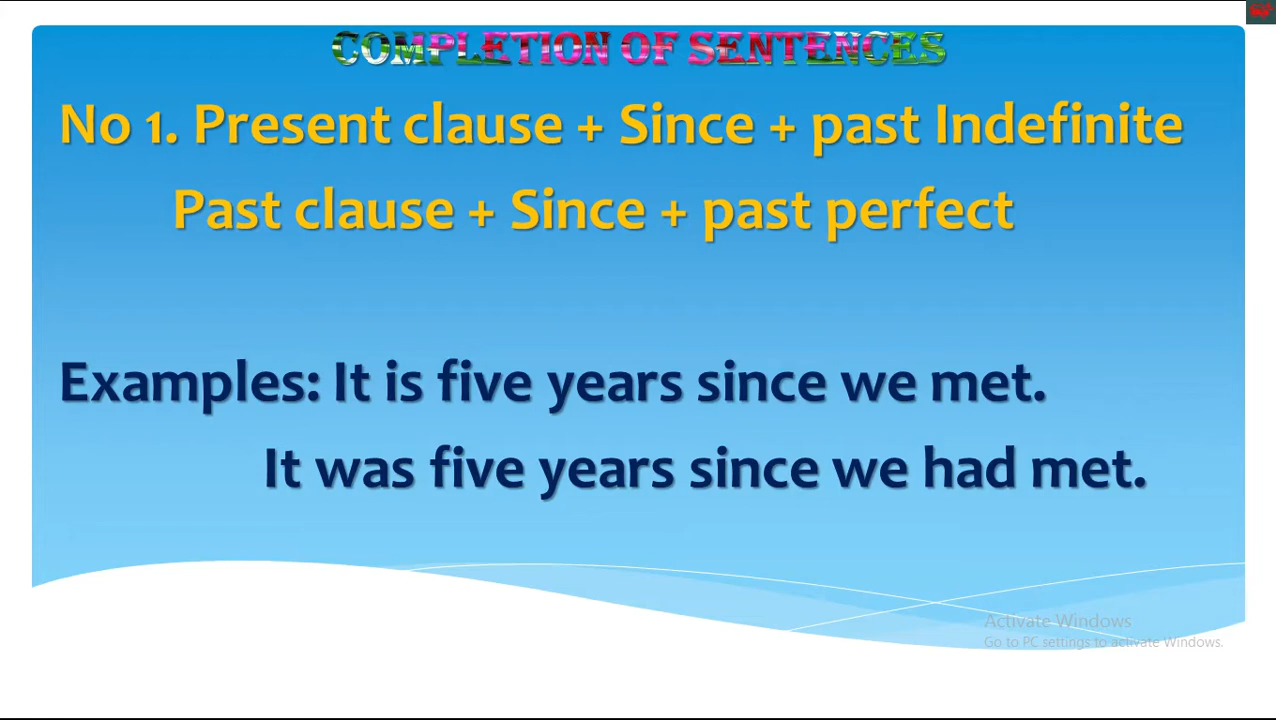 COMPLETION OF SENTENCES
No 1. Present clause + Since + past Indefinite
Past clause + Since + past perfect
Examples: It is five years since we met.
It was five years since we had met.
Activate Windows
Go to PC settings to activate Windows.